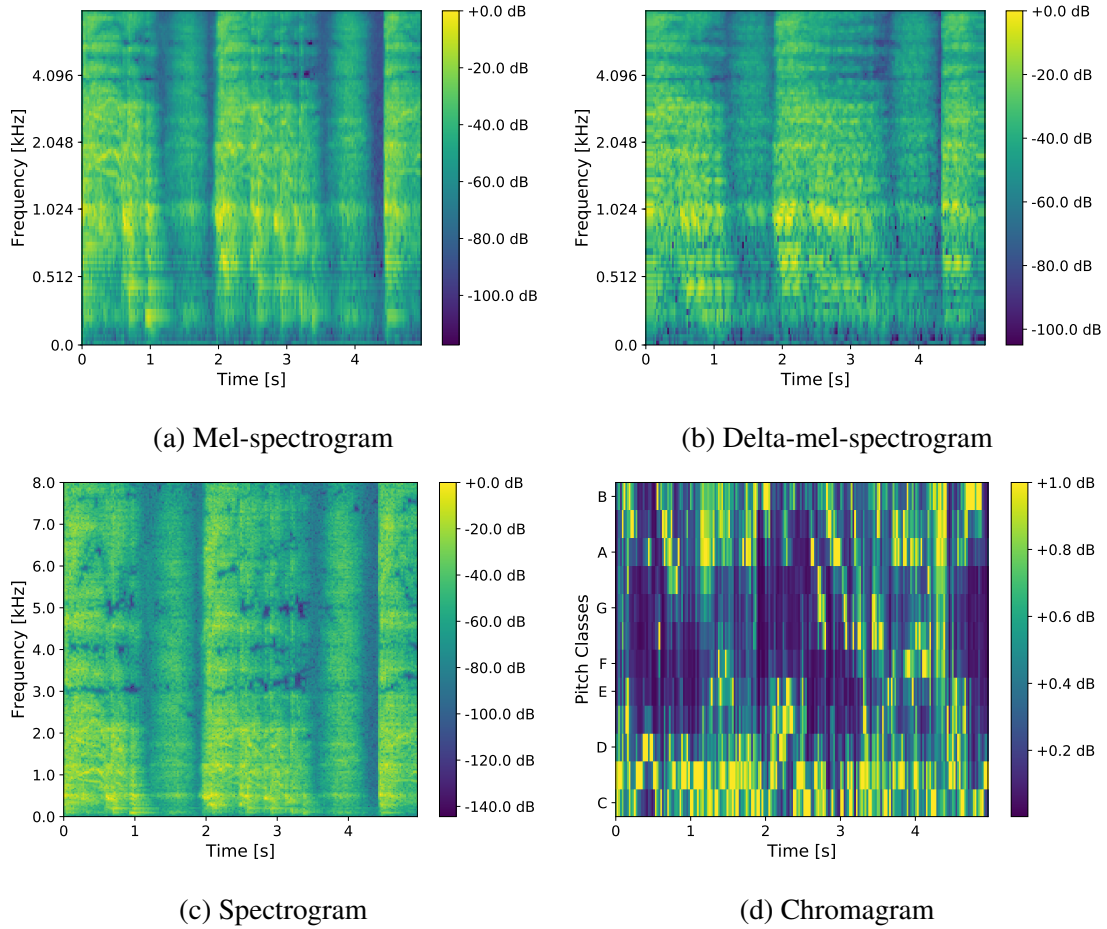 +0.0 dB
-20.0 dB
-40.0 dB
-60.0 dB
-80.0 dB
-100.0 dB
4.096
2.048
1.024
0.512
0.0
Frequency [kHz]
0 1 2 3 4
Time [s]
(a) Mel-spectrogram
+0.0 dB
-20.0 dB
-40.0 dB
-60.0 dB
-80.0 dB
-100.0 dB
4.096
2.048
1.024
0.512
0.0
Frequency [kHz]
0 1 2 3 4
Time [s]
(b) Delta-mel-spectrogram
+0.0 dB
-20.0 dB
-40.0 dB
-60.0 dB
-80.0 dB
-100.0 dB
-120.0 dB
-140.0 dB
8.0
7.0
6.0
5.0
4.0
3.0
2.0
1.0
0.0
Frequency [kHz]
0 1 2 3 4
Time [s]
(c) Spectrogram
+1.0 dB
+0.8 dB
+0.6 dB
+0.4 dB
+0.2 dB
B
A
G
F
E
D
C
Pitch Classes
0 1 2 3 4
Time [s]
(d) Chromagram